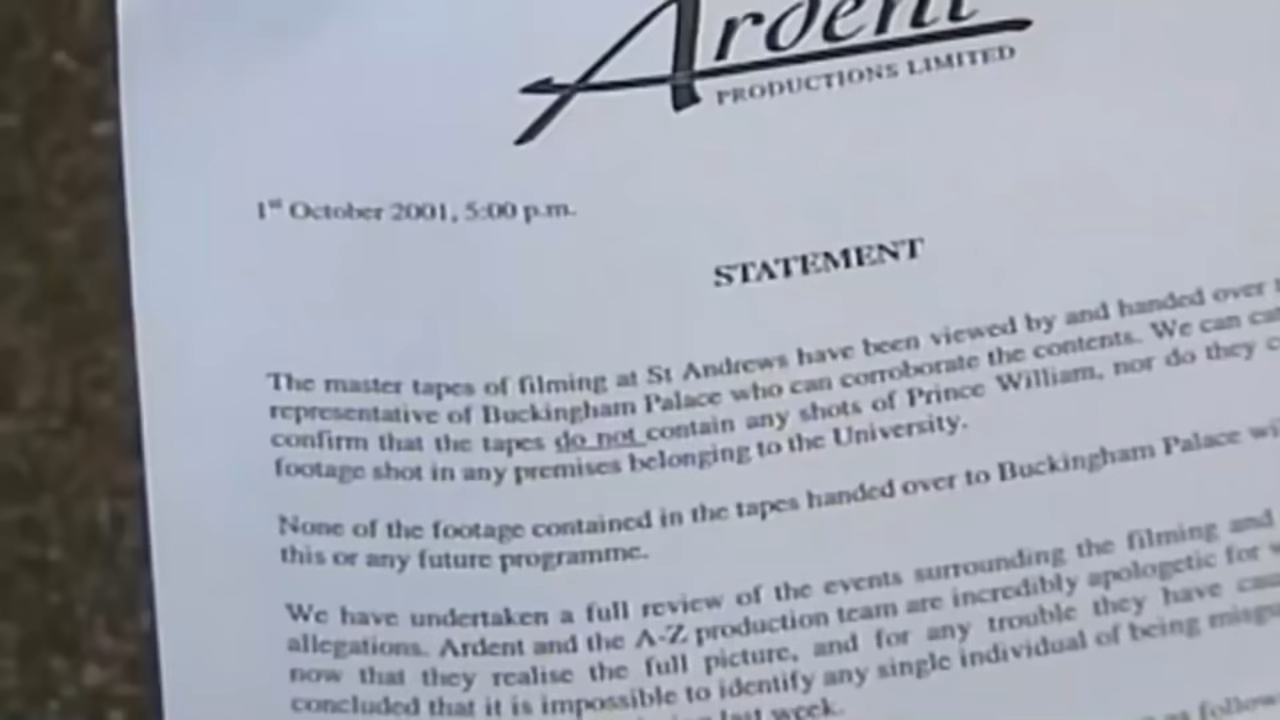 Ardent
PRODUCTIONS LIMITED
1st October 2001, 5:00 p.m.
STATEMENT
The master tapes of filming at St Andrews have been viewed by and handed over
representative of Buckingham Palace who can corroborate the contents. We can
confirm that the tapes do not contain any shots of Prince William, nor do they
footage shot in any premises belonging to the University.
None of the footage contained in the tapes handed over to Buckingham Palace
this or any future programme.
We have undertaken a full review of the events surrounding the filming and
allegations. Ardent and the A-Z production team are incredibly apologetic for
now that they realise the full picture, and for any trouble they have
concluded that it is impossible to identify any single individual of being
last week.
as